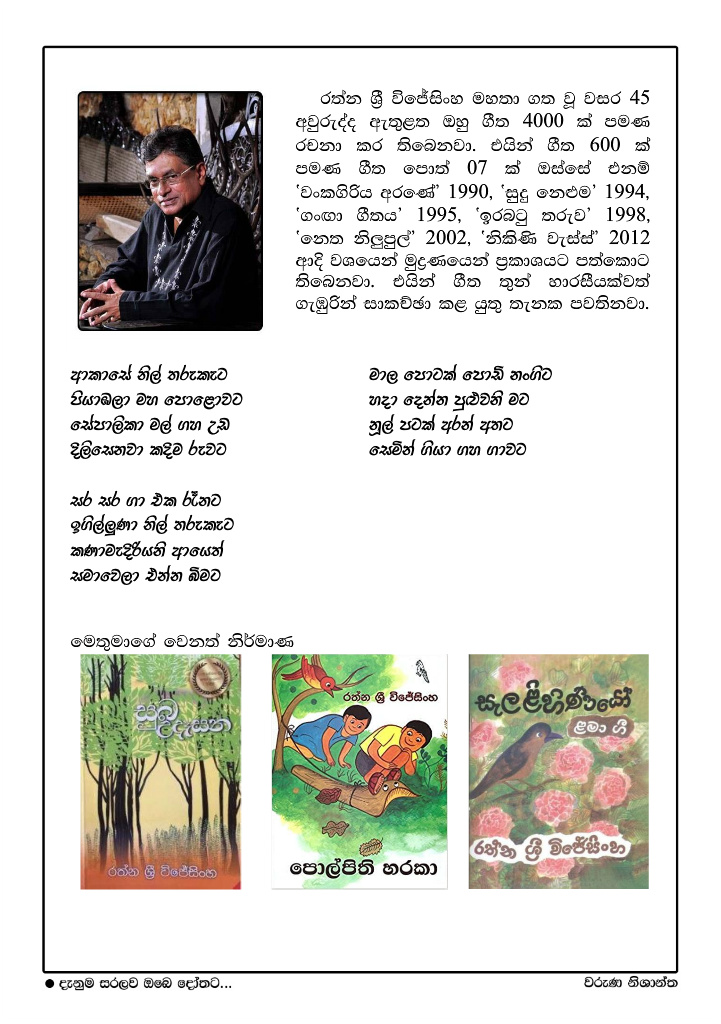 රත්න ශ්‍රී විජේසිංහ මහතා ගත වූ වසර 45
අවුරුද්ද ඇතුළත ඔහු ගීත 4000 ක් පමණ
රචනා කර තිබෙනවා. එයින් ගීත 600 ක්
පමණ ගීත පොත් 07 ක් ඔස්සේ එනම්
‘වංකගිරිය අරණේ’ 1990, ‘සුදු නෙළුම’ 1994,
‘ගංඟා ගීතය’ 1995, ‘ඉරබටු තරුව’ 1998,
‘නෙත නිලුපුල්’ 2002, ‘නිකිණි වැස්ස්’ 2012
ආදි වශයෙන් මුද්‍රණයෙන් ප්‍රකාශයට පත්කොට
තිබෙනවා. එයින් ගීත තුන් හාරසීයක්වත්
ගැඹුරින් සාකච්ඡා කළ යුතු තැනක පවතිනවා.
ආකාසේ නිල් තරුකැට
පියාඹලා මහ පොළොවට
සේපාලිකා මල් ගහ උඩ
දිලිසෙනවා කදිම රුවට
සර සර ගා එක රෑනට
ඉගිල්ලූණා නිල් තරුකැට
කණාමැදිරියනි ආයෙත්
සමාවෙලා එන්න බිමට
මාල පොටක් පොඩි නංගිට
හදා දෙන්න පුළුවනි මට
නූල් පටක් අරන් අතට
සෙමින් ගියා ගහ ගාවට
මෙතුමාගේ වෙනත් නිර්මාණ
සුබ උදෑසන
රත්න ශ්‍රී විජේසිංහ
රත්න ශ්‍රී විජේසිංහ
පොල්පිති හරකා
සැලළිහිණියෝ
ළමා ගී
රත්න ශ්‍රී විජේසිංහ
● දැනුම සරලව ඔබෙ දෝතට...
වරුණ නිශාන්ත